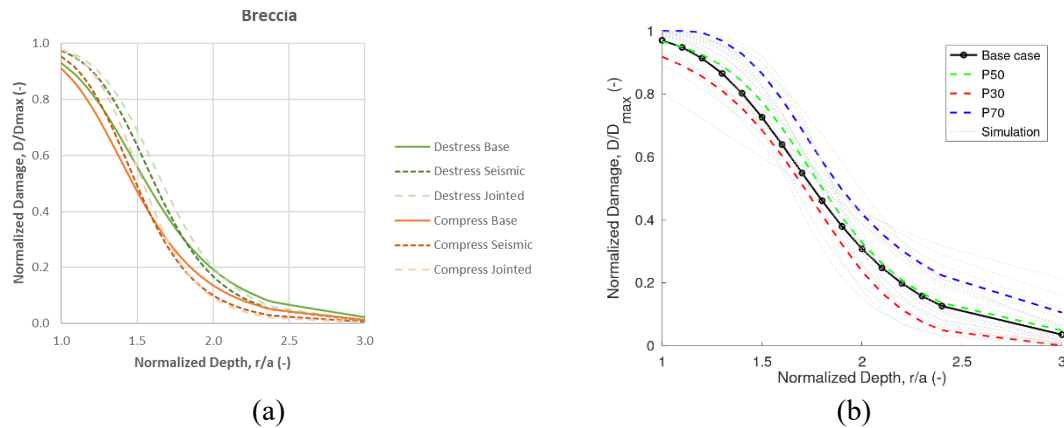 Breccia
Normalized Damage, D/Dmax (-)
1.0
0.8
0.6
0.4
0.2
0.0
1.0 1.5 2.0 2.5 3.0
Normalized Depth, r/a (-)
Destress Base
Destress Seismic
Destress Jointed
Compress Base
Compress Seismic
Compress Jointed
(a)
Normalized Damage, D/Dmax (-)
1
0.8
0.6
0.4
0.2
0
1 1.5 2 2.5 3
Normalized Depth, r/a (-)
Base case
P50
P30
P70
Simulation
(b)